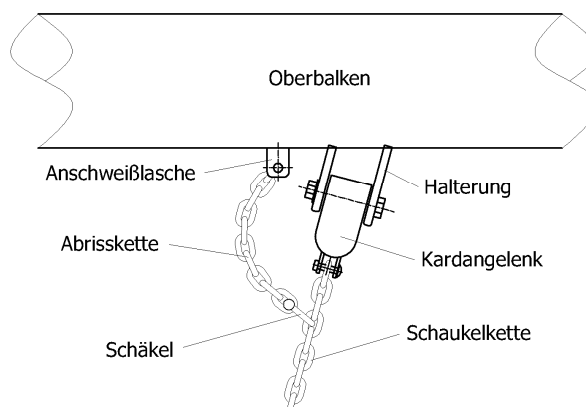 Oberbalken
Anschweißlasche
Halterung
Abrisskette
Kardangelenk
Schaukelkette
Schäkel